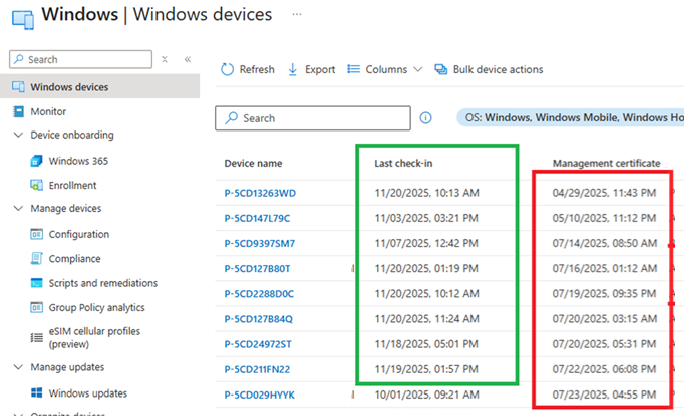 Windows | Windows devices ...
Search
Windows devices
Monitor
Device onboarding
Windows 365
Enrollment
Manage devices
Configuration
Compliance
Scripts and remediations
Group Policy analytics
eSIM cellular profiles
(preview)
Manage updates
Windows updates
Organize devices
Refresh Export Columns Bulk device actions
Search OS: Windows, Windows Mobile, Windows Ho
Device name Last check-in Management certificate
P-5CD13263WD 11/20/2025, 10:13 AM 04/29/2025, 11:43 PM
P-5CD147L79C 11/03/2025, 03:21 PM 05/10/2025, 11:12 PM
P-5CD9397SM7 11/07/2025, 12:42 PM 07/14/2025, 08:50 AM
P-5CD127B80T 11/20/2025, 01:19 PM 07/16/2025, 01:12 AM
P-5CD2288D0C 11/20/2025, 10:12 AM 07/19/2025, 09:35 PM
P-5CD127B84Q 11/20/2025, 11:24 AM 07/20/2025, 03:15 AM
P-5CD24972ST 11/18/2025, 05:01 PM 07/20/2025, 05:31 PM
P-5CD211FN22 11/19/2025, 01:57 PM 07/22/2025, 06:08 PM
P-5CD029HYYK 10/01/2025, 09:21 AM 07/23/2025, 04:55 PM